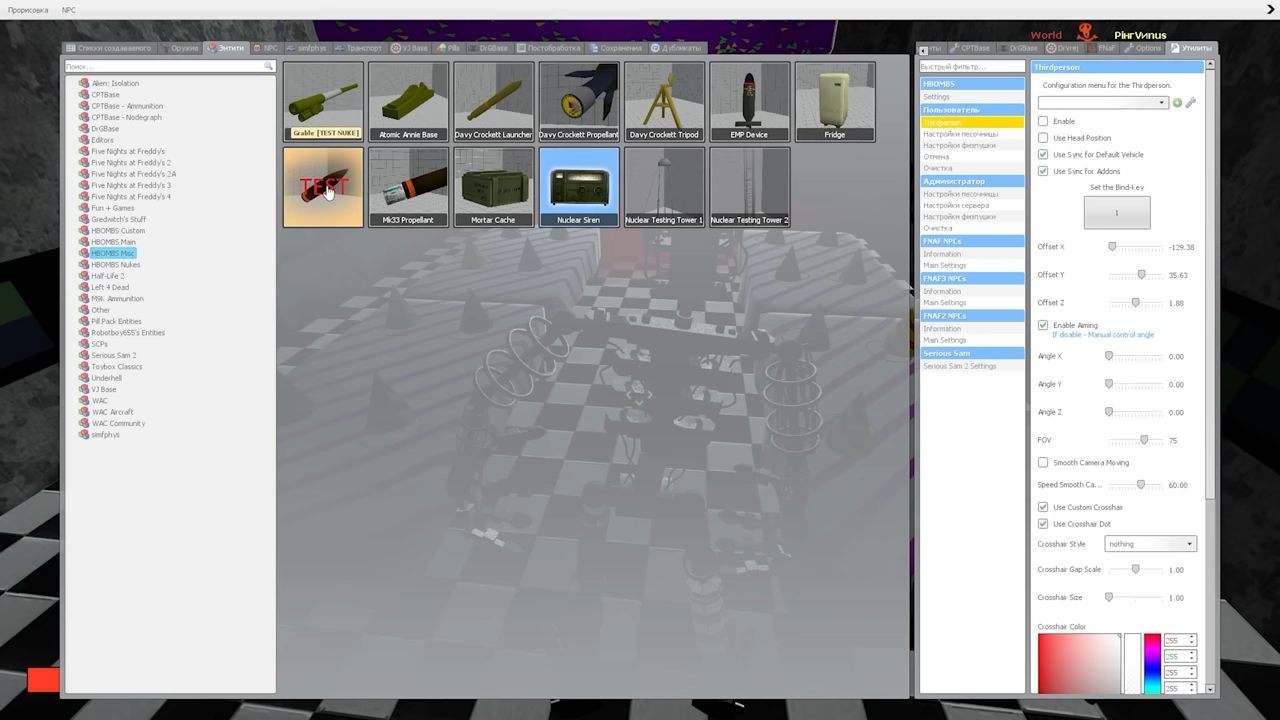 Прорисовка NPC
World PiнгVинus
Списки создаваемого Оружие Энтити NPC simfphys Транспорт VJ Base Pills DrGBase Постобработка Сохранения Дубликаты
Поиск...
Alien: Isolation
CPTBase
CPTBase - Ammunition
CPTBase - Nodegraph
DrGBase
Editors
Five Nights at Freddy's
Five Nights at Freddy's 2
Five Nights at Freddy's 2A
Five Nights at Freddy's 3
Five Nights at Freddy's 4
Fun + Games
Gredwitch's Stuff
HBOMBS Custom
HBOMBS Main
HBOMBS Misc
HBOMBS Nukes
Half-Life 2
Left 4 Dead
M9k Ammunition
Other
Pill Pack Entities
Robotboy655's Entities
SCPs
Serious Sam 2
Toybox Classics
Underhell
VJ Base
WAC
WAC Aircraft
WAC Community
simfphys
Grable [TEST NUKE]
Atomic Annie Base
Davy Crockett Launcher
Davy Crockett Propellant
Davy Crockett Tripod
EMP Device
Fridge
TEST
Mk33 Propellant
Mortar Cache
Nuclear Siren
Nuclear Testing Tower 1
Nuclear Testing Tower 2
нты CPTBase DrGBase DrVrej FNaF Options Утилиты
Быстрый фильтр...
HBOMBS
Settings
Пользователь
Thirdperson
Настройки песочницы
Настройки физпушки
Отмена
Очистка
Администратор
Настройки песочницы
Настройки сервера
Настройки физпушки
Очистка
FNAF NPCs
Information
Main Settings
FNAF3 NPCs
Information
Main Settings
FNAF2 NPCs
Information
Main Settings
Serious Sam
Serious Sam 2 Settings
Thirdperson
Configuration menu for the Thirdperson.
Enable
Use Head Position
Use Sync for Default Vehicle
Use Sync for Addons
Set the Bind-Key
1
Offset X -129.38
Offset Y 35.63
Offset Z 1.88
Enable Aiming
If disable - Manual control angle
Angle X 0.00
Angle Y 0.00
Angle Z 0.00
FOV 75
Smooth Camera Moving
Speed Smooth Ca... 60.00
Use Custom Crosshair
Use Crosshair Dot
Crosshair Style nothing
Crosshair Gap Scale 1.00
Crosshair Size 1.00
Crosshair Color
255
255
255
255